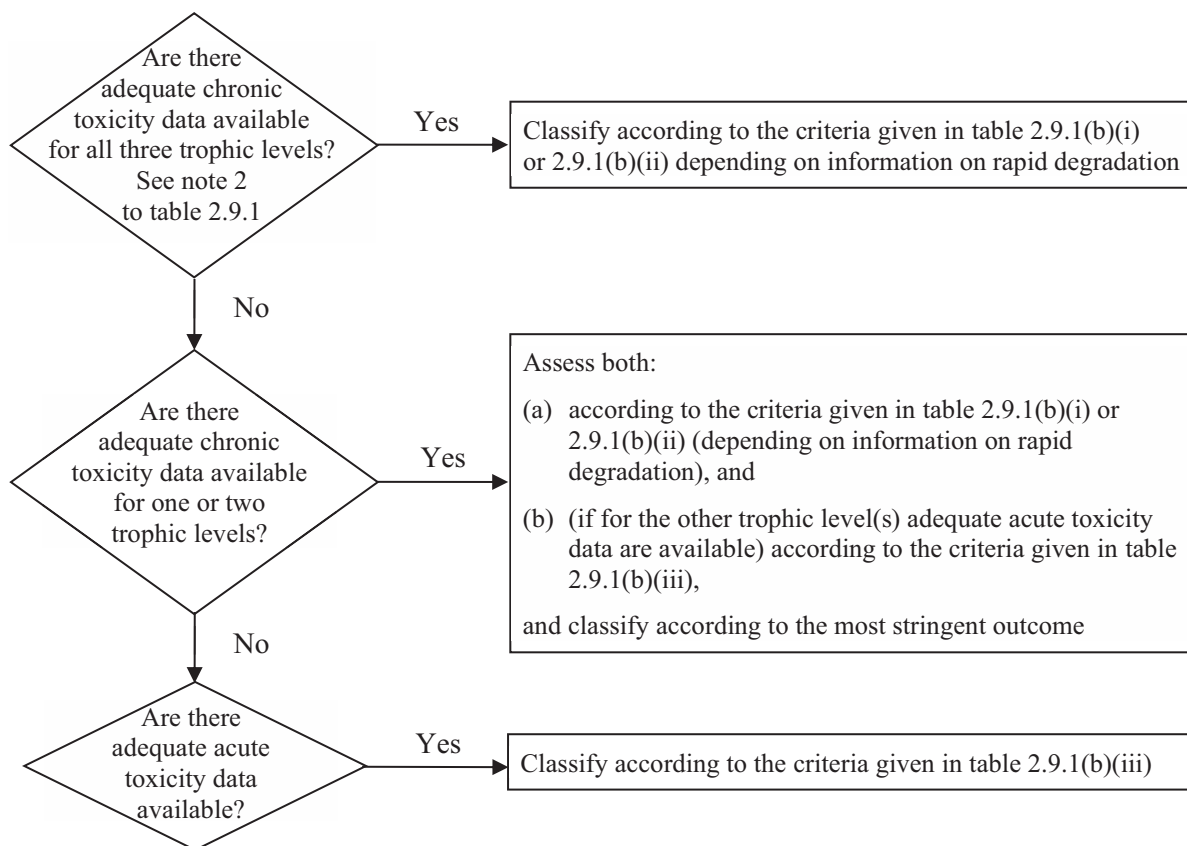 Are there
adequate chronic
toxicity data available
for all three trophic levels?
See note 2
to table 2.9.1
Yes
Classify according to the criteria given in table 2.9.1(b)(i)
or 2.9.1(b)(ii) depending on information on rapid degradation
No
Are there
adequate chronic
toxicity data available
for one or two
trophic levels?
Yes
Assess both:
(a) according to the criteria given in table 2.9.1(b)(i) or
2.9.1(b)(ii) (depending on information on rapid
degradation), and
(b) (if for the other trophic level(s) adequate acute toxicity
data are available) according to the criteria given in table
2.9.1(b)(iii),
and classify according to the most stringent outcome
No
Are there
adequate acute
toxicity data
available?
Yes
Classify according to the criteria given in table 2.9.1(b)(iii)